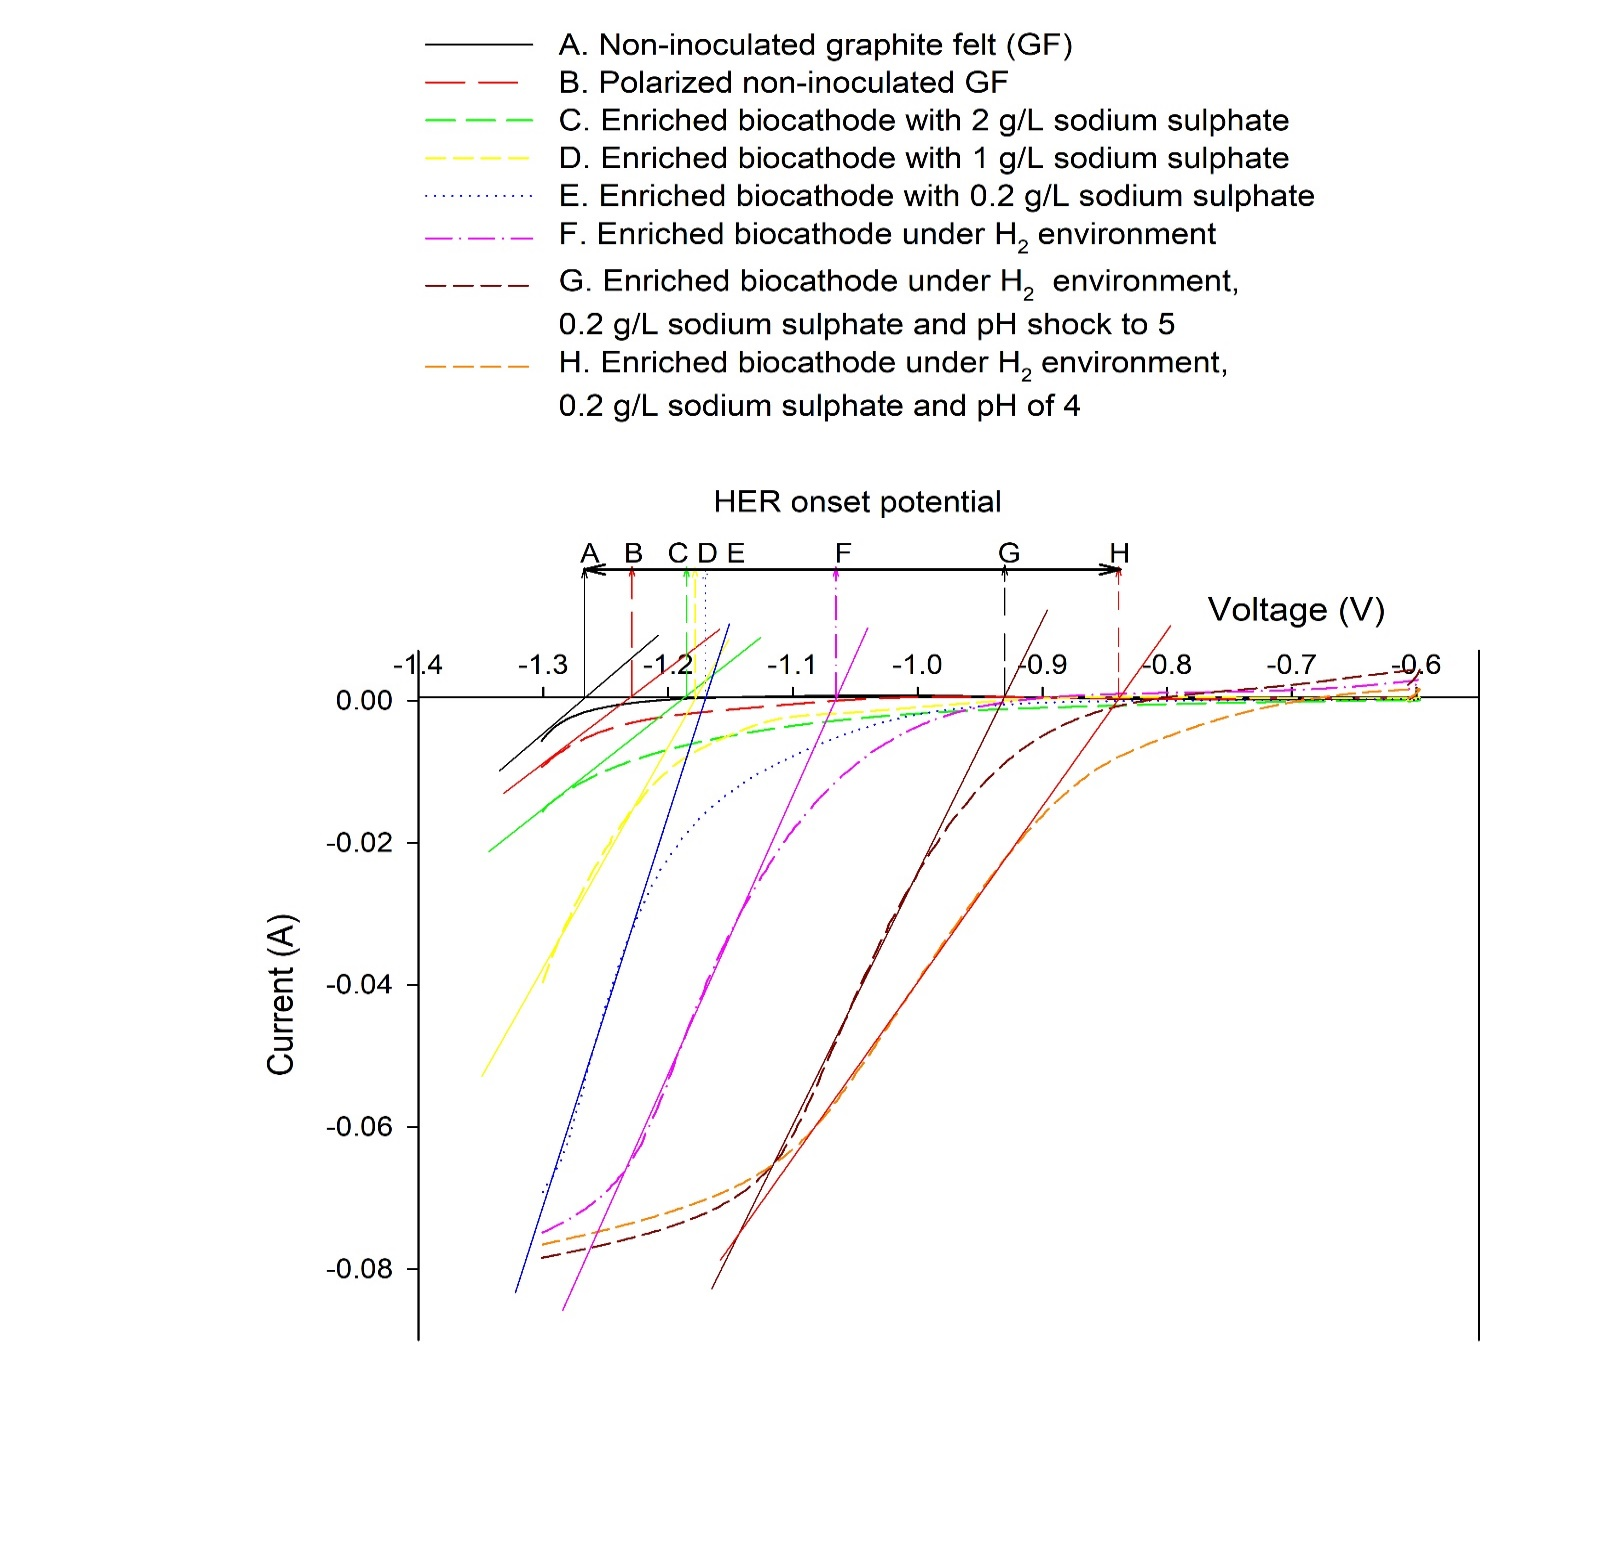 A. Non-inoculated graphite felt (GF)
B. Polarized non-inoculated GF
C. Enriched biocathode with 2 g/L sodium sulphate
D. Enriched biocathode with 1 g/L sodium sulphate
E. Enriched biocathode with 0.2 g/L sodium sulphate
F. Enriched biocathode under H2 environment
G. Enriched biocathode under H2 environment,
0.2 g/L sodium sulphate and pH shock to 5
H. Enriched biocathode under H2 environment,
0.2 g/L sodium sulphate and pH of 4
HER onset potential
A B C D E F G H
Voltage (V)
-1.4 -1.3 -1.2 -1.1 -1.0 -0.9 -0.8 -0.7 -0.6
0.00
-0.02
-0.04
-0.06
-0.08
Current (A)